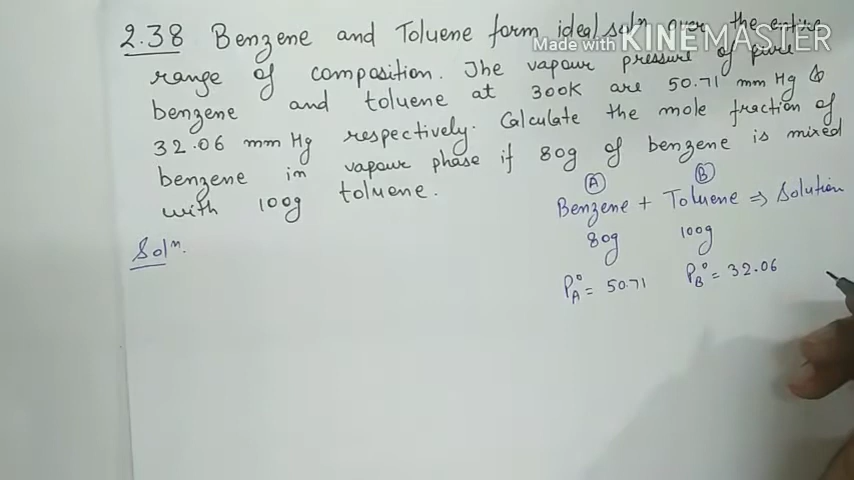 2.38 Benzene and Toluene form ideal solⁿ over the entire
Made with KINEMASTER
range of composition. The vapour pressure of pure
benzene and toluene at 300K are 50.71 mm Hg &
32.06 mm Hg respectively. Calculate the mole fraction of
benzene in vapour phase if 80g of benzene is mixed
with 100g toluene.
Ⓐ Ⓑ
Benzene + Toluene ⇒ Solution
Solⁿ.
80g 100g
P°A = 50.71 P°B = 32.06